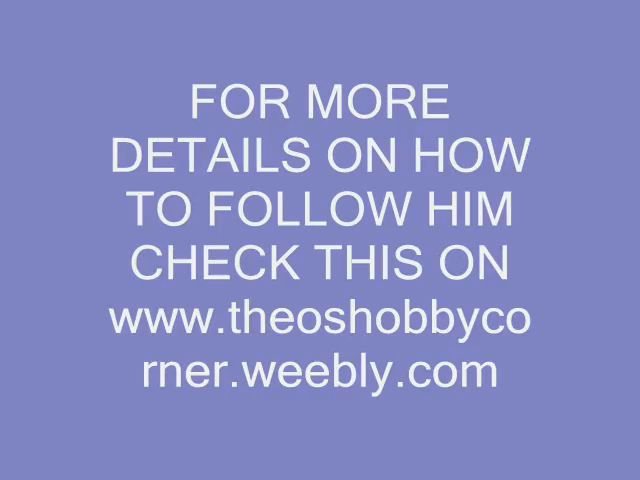 FOR MORE
DETAILS ON HOW
TO FOLLOW HIM
CHECK THIS ON
www.theoshobbyco
rner.weebly.com